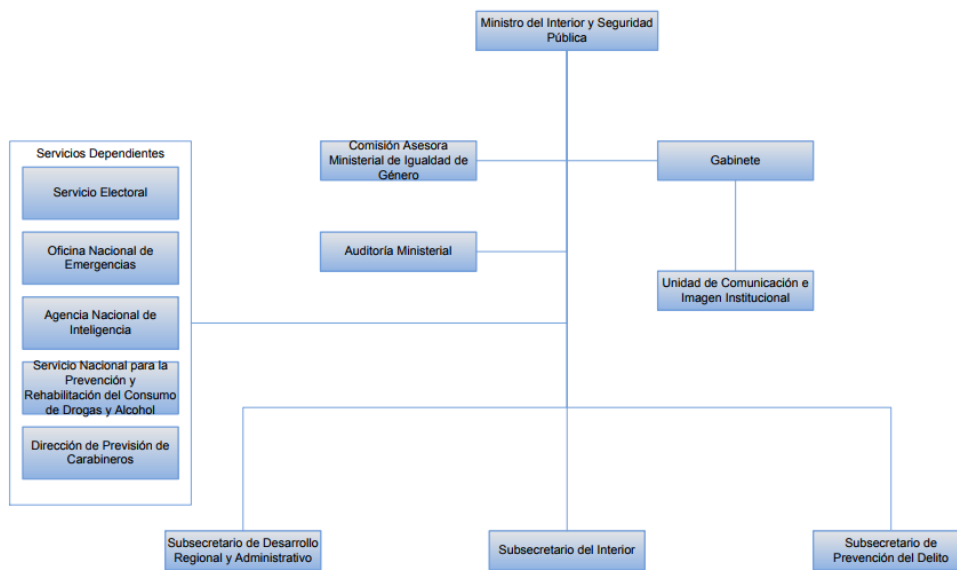 Ministro del Interior y Seguridad
Pública
Comisión Asesora
Ministerial de Igualdad de
Género
Gabinete
Auditoría Ministerial
Unidad de Comunicación e
Imagen Institucional
Servicios Dependientes
Servicio Electoral
Oficina Nacional de
Emergencias
Agencia Nacional de
Inteligencia
Servicio Nacional para la
Prevención y
Rehabilitación del Consumo
de Drogas y Alcohol
Dirección de Previsión de
Carabineros
Subsecretario de Desarrollo
Regional y Administrativo
Subsecretario del Interior
Subsecretario de
Prevención del Delito